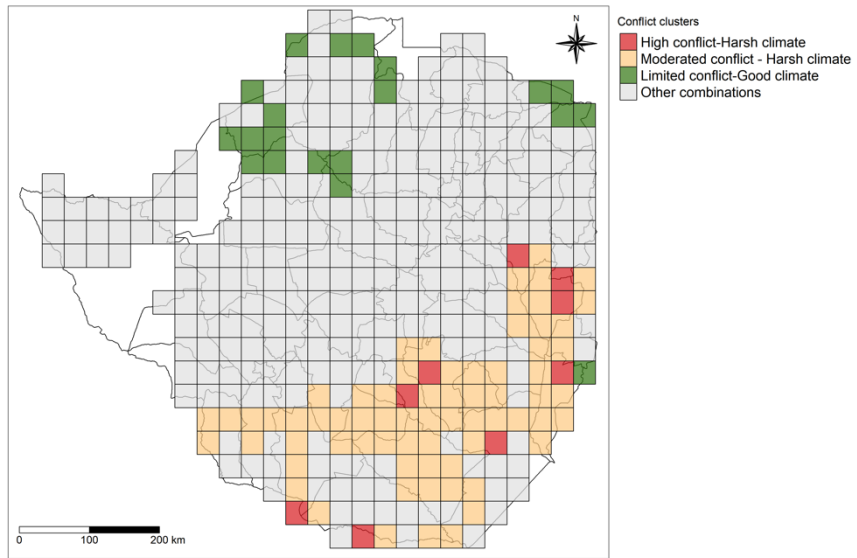 N
Conflict clusters
High conflict-Harsh climate
Moderated conflict - Harsh climate
Limited conflict-Good climate
Other combinations
0 100 200 km